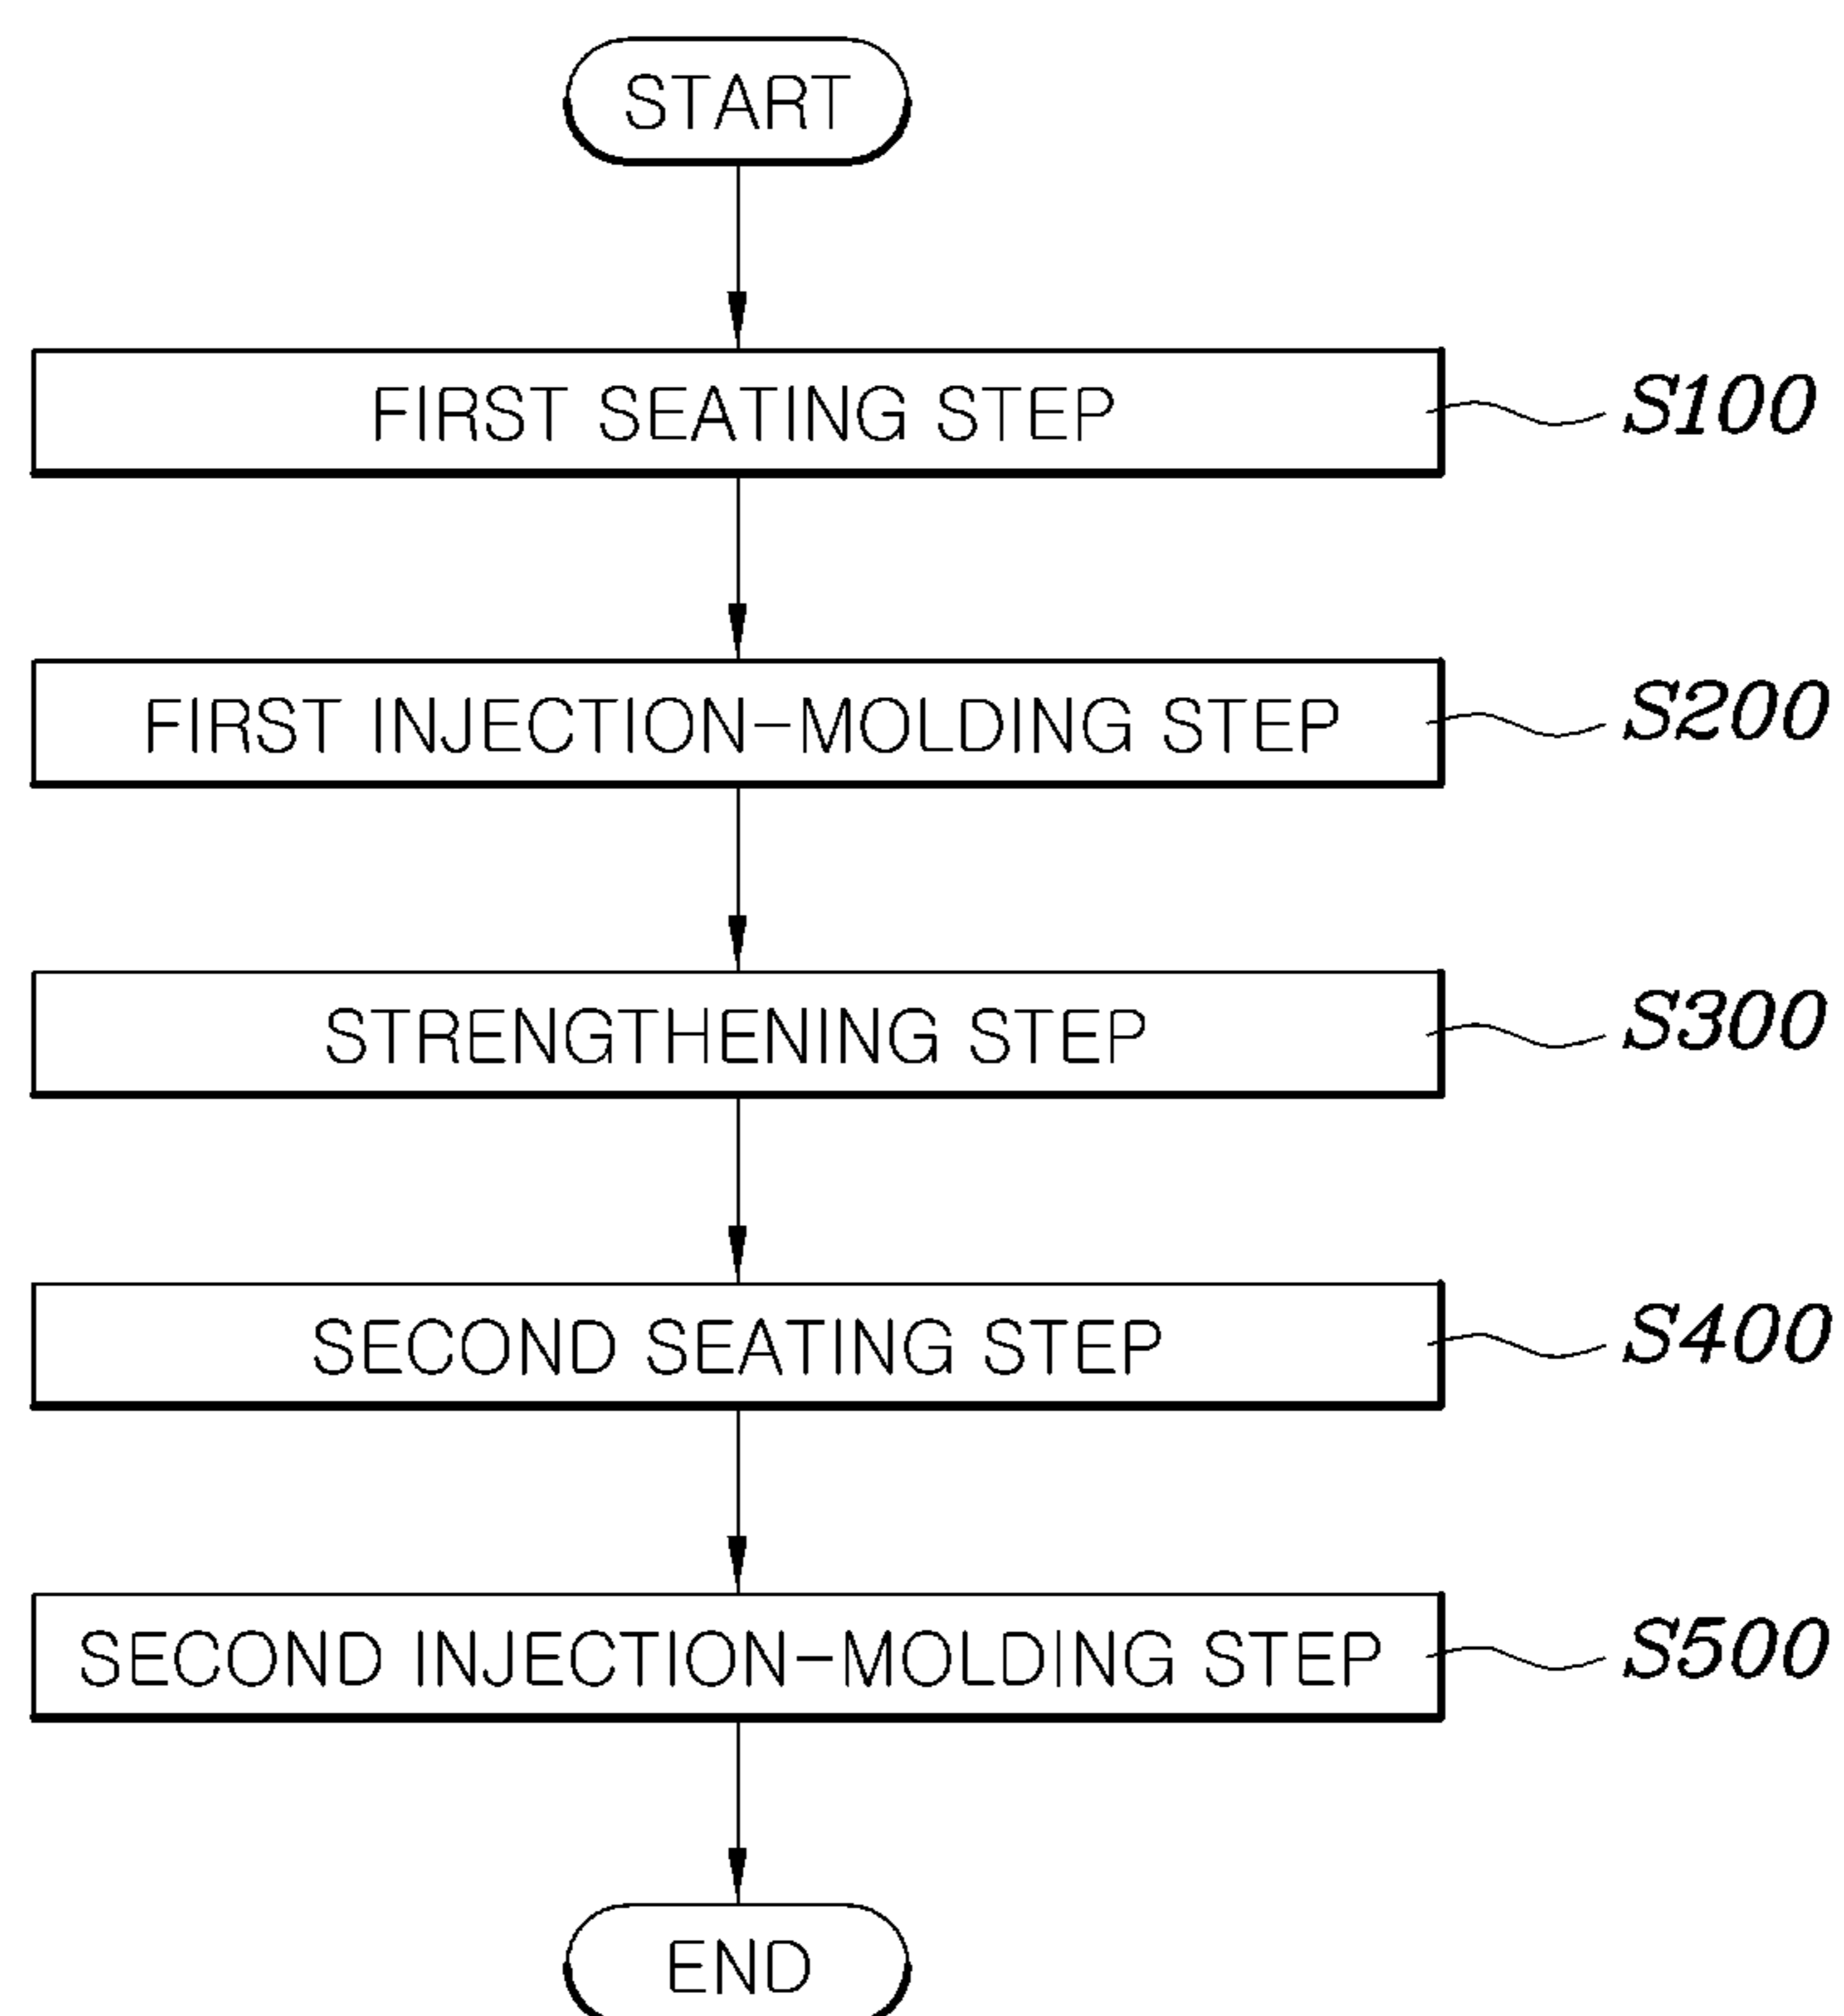 START
FIRST SEATING STEP S100
FIRST INJECTION-MOLDING STEP S200
STRENGTHENING STEP S300
SECOND SEATING STEP S400
SECOND INJECTION-MOLDING STEP S500
END